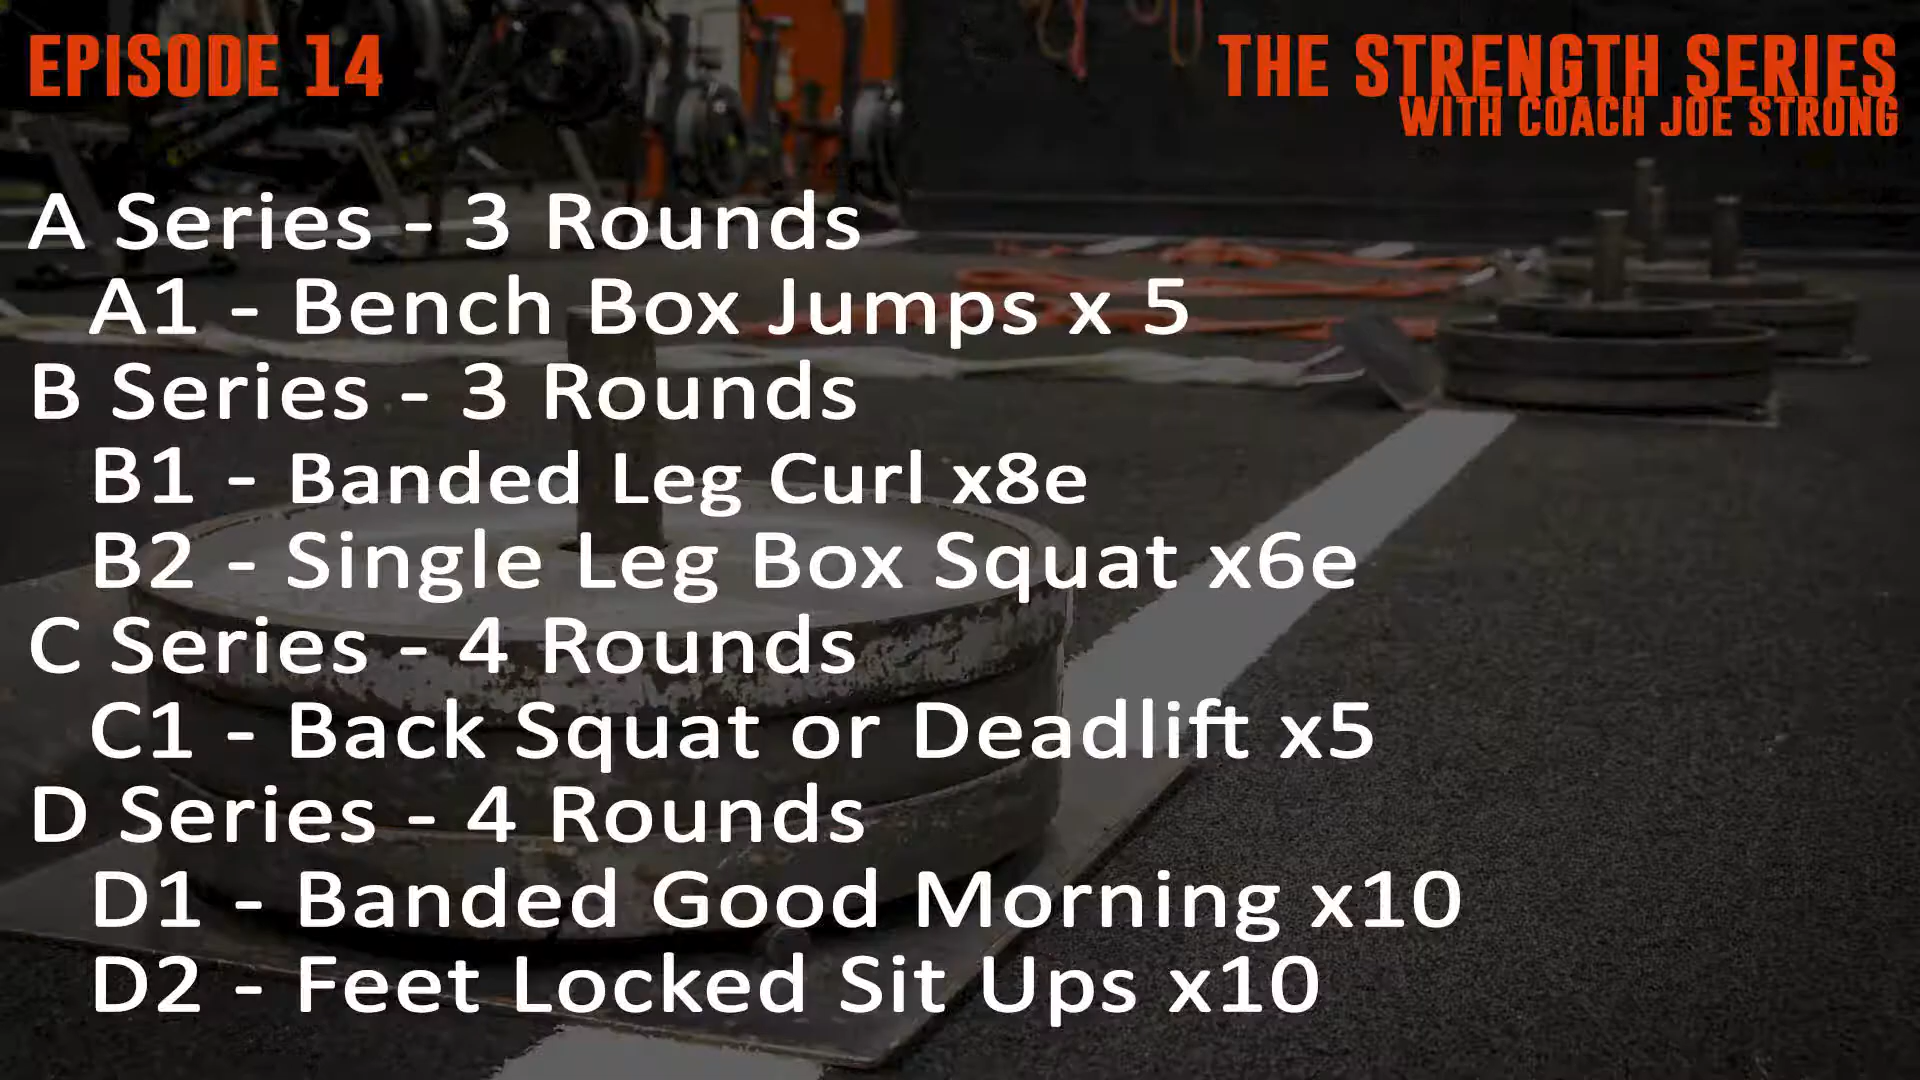 EPISODE 14
THE STRENGTH SERIES
WITH COACH JOE STRONG
A Series - 3 Rounds
A1 - Bench Box Jumps x 5
B Series - 3 Rounds
B1 - Banded Leg Curl x8e
B2 - Single Leg Box Squat x6e
C Series - 4 Rounds
C1 - Back Squat or Deadlift x5
D Series - 4 Rounds
D1 - Banded Good Morning x10
D2 - Feet Locked Sit Ups x10